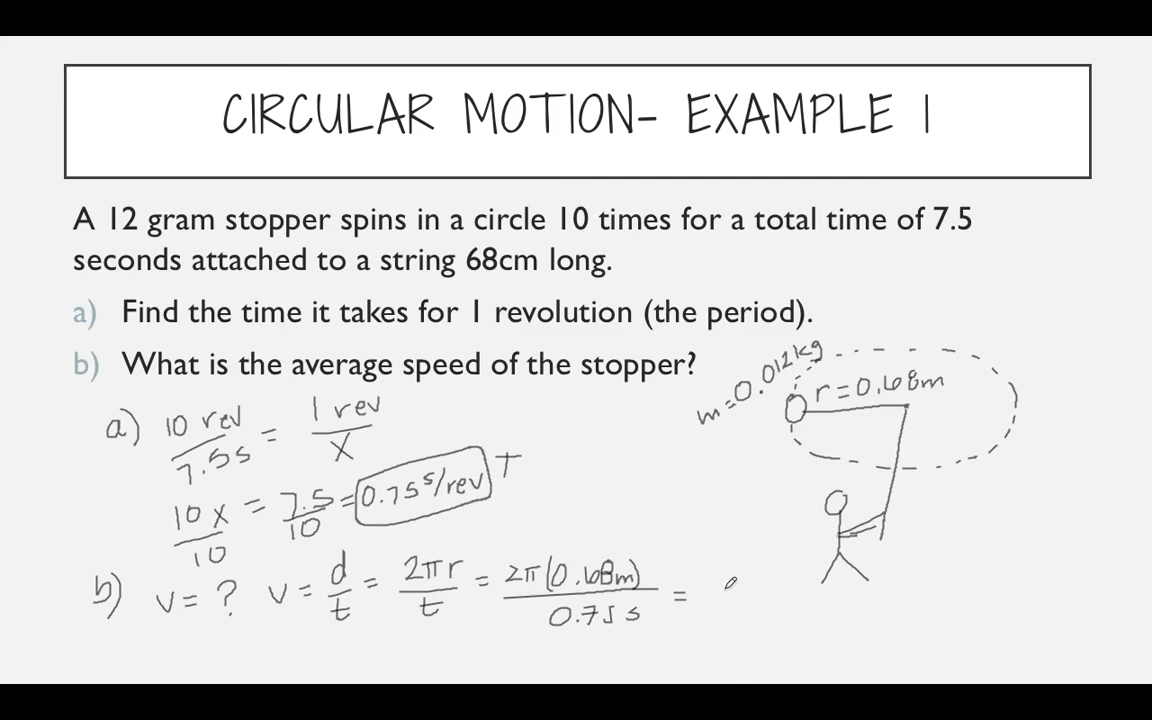 CIRCULAR MOTION- EXAMPLE 1
A 12 gram stopper spins in a circle 10 times for a total time of 7.5
seconds attached to a string 68cm long.
a) Find the time it takes for 1 revolution (the period).
b) What is the average speed of the stopper?
m=0.012kg
r=0.68m
a) 10 rev / 7.5s = 1 rev / X
10x / 10 = 7.5 / 10 = 0.75 s/rev T
b) v= ? v = d / t = 2πr / t = 2π(0.68m) / 0.75 s =